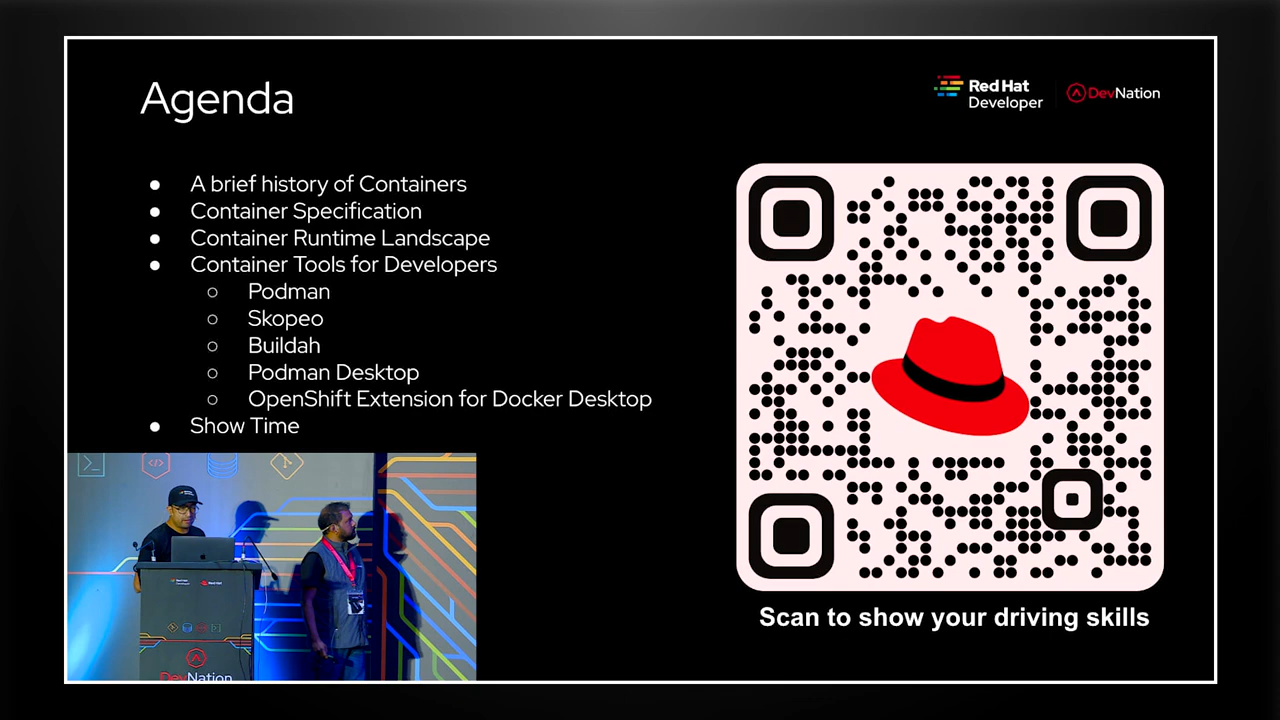 Agenda
Red Hat
Developer
DevNation
● A brief history of Containers
● Container Specification
● Container Runtime Landscape
● Container Tools for Developers
○ Podman
○ Skopeo
○ Buildah
○ Podman Desktop
○ OpenShift Extension for Docker Desktop
● Show Time
Scan to show your driving skills
DevNation